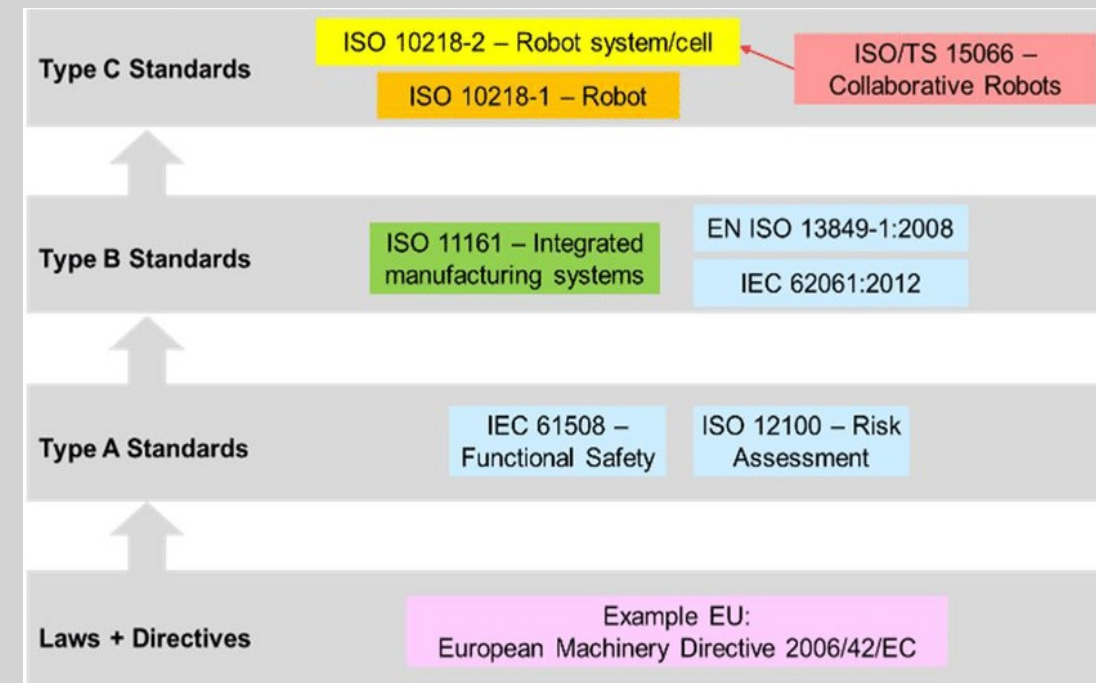 Type C Standards
ISO 10218-2 – Robot system/cell
ISO 10218-1 – Robot
ISO/TS 15066 –
Collaborative Robots
Type B Standards
ISO 11161 – Integrated
manufacturing systems
EN ISO 13849-1:2008
IEC 62061:2012
Type A Standards
IEC 61508 –
Functional Safety
ISO 12100 – Risk
Assessment
Laws + Directives
Example EU:
European Machinery Directive 2006/42/EC